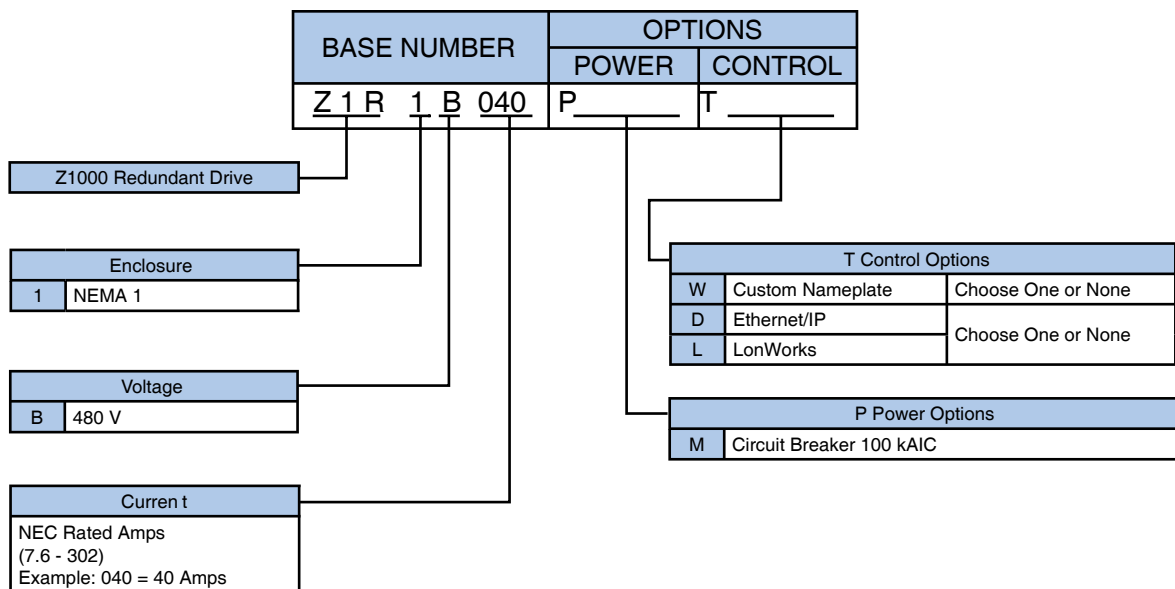 BASE NUMBER
OPTIONS
POWER
CONTROL
Z 1 R 1 B 040 P T
Z1000 Redundant Drive
Enclosure
1 NEMA 1
Voltage
B 480 V
Curren t
NEC Rated Amps
(7.6 - 302)
Example: 040 = 40 Amps
T Control Options
W Custom Nameplate Choose One or None
D Ethernet/IP Choose One or None
L LonWorks
P Power Options
M Circuit Breaker 100 kAIC